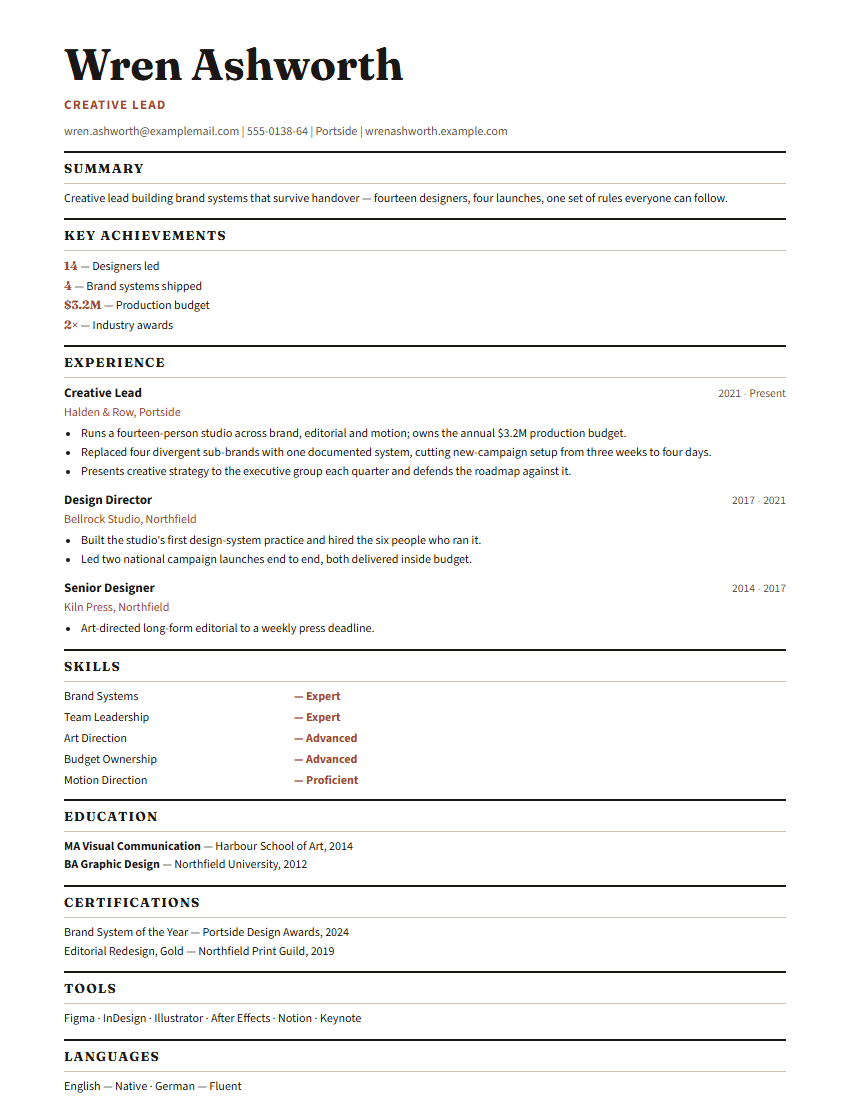 Wren Ashworth
CREATIVE LEAD
wren.ashworth@examplemail.com | 555-0138-64 | Portside | wrenashworth.example.com
SUMMARY
Creative lead building brand systems that survive handover — fourteen designers, four launches, one set of rules everyone can follow.
KEY ACHIEVEMENTS
14 — Designers led
4 — Brand systems shipped
$3.2M — Production budget
2× — Industry awards
EXPERIENCE
Creative Lead 2021 - Present
Halden & Row, Portside
• Runs a fourteen-person studio across brand, editorial and motion; owns the annual $3.2M production budget.
• Replaced four divergent sub-brands with one documented system, cutting new-campaign setup from three weeks to four days.
• Presents creative strategy to the executive group each quarter and defends the roadmap against it.
Design Director 2017 - 2021
Bellrock Studio, Northfield
• Built the studio's first design-system practice and hired the six people who ran it.
• Led two national campaign launches end to end, both delivered inside budget.
Senior Designer 2014 - 2017
Kiln Press, Northfield
• Art-directed long-form editorial to a weekly press deadline.
SKILLS
Brand Systems — Expert
Team Leadership — Expert
Art Direction — Advanced
Budget Ownership — Advanced
Motion Direction — Proficient
EDUCATION
MA Visual Communication — Harbour School of Art, 2014
BA Graphic Design — Northfield University, 2012
CERTIFICATIONS
Brand System of the Year — Portside Design Awards, 2024
Editorial Redesign, Gold — Northfield Print Guild, 2019
TOOLS
Figma · InDesign · Illustrator · After Effects · Notion · Keynote
LANGUAGES
English — Native · German — Fluent